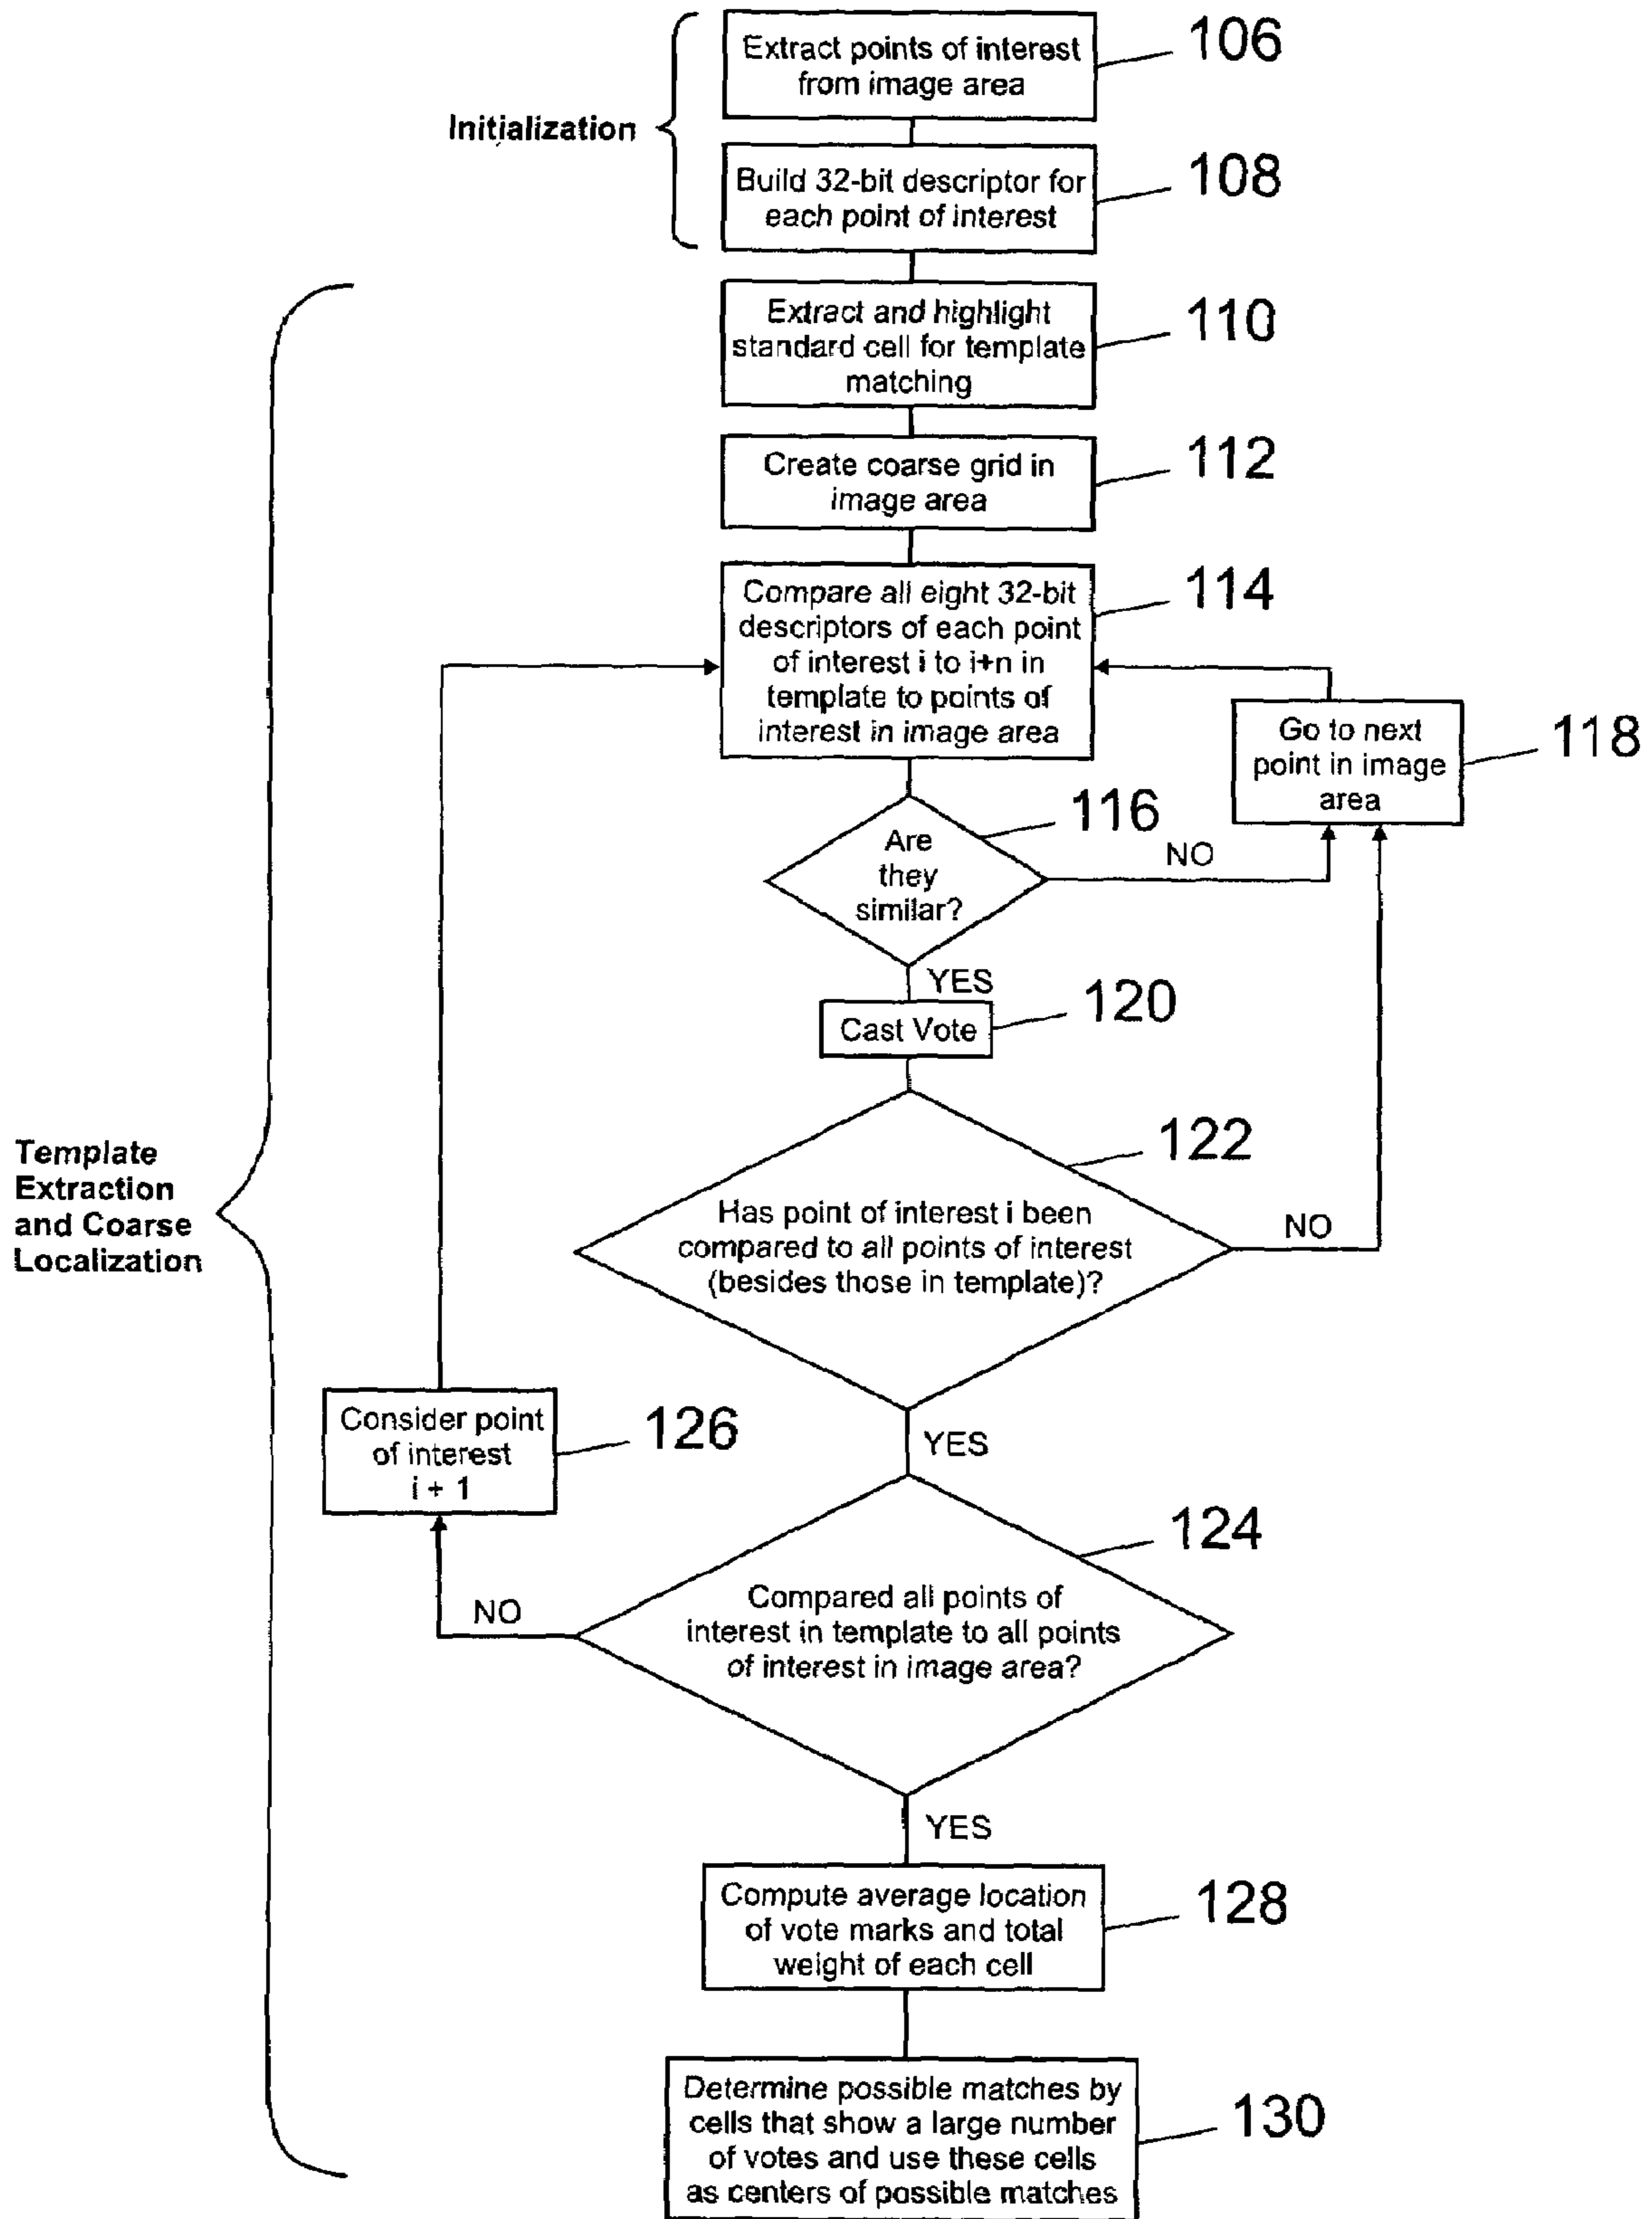 Extract points of interest
from image area
106
Initialization
Build 32-bit descriptor for
each point of interest
108
Extract and highlight
standard cell for template
matching
110
Create coarse grid in
image area
112
Compare all eight 32-bit
descriptors of each point
of interest i to i+n in
template to points of
interest in image area
114
Go to next
point in image
area
118
Are
they
similar?
116
NO
YES
Cast Vote
120
Has point of interest i been
compared to all points of interest
(besides those in template)?
122
NO
Template
Extraction
and Coarse
Localization
YES
Consider point
of interest
i + 1
126
Compared all points of
interest in template to all points
of interest in image area?
124
NO
YES
Compute average location
of vote marks and total
weight of each cell
128
Determine possible matches by
cells that show a large number
of votes and use these cells
as centers of possible matches
130